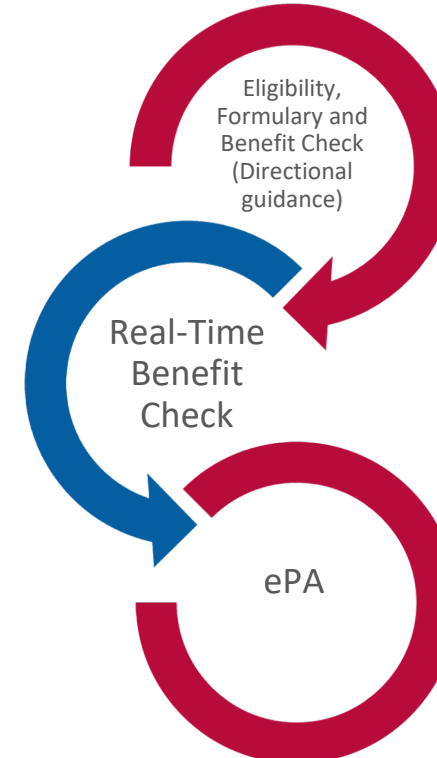 Eligibility,
Formulary and
Benefit Check
(Directional
guidance)
Real-Time
Benefit
Check
ePA